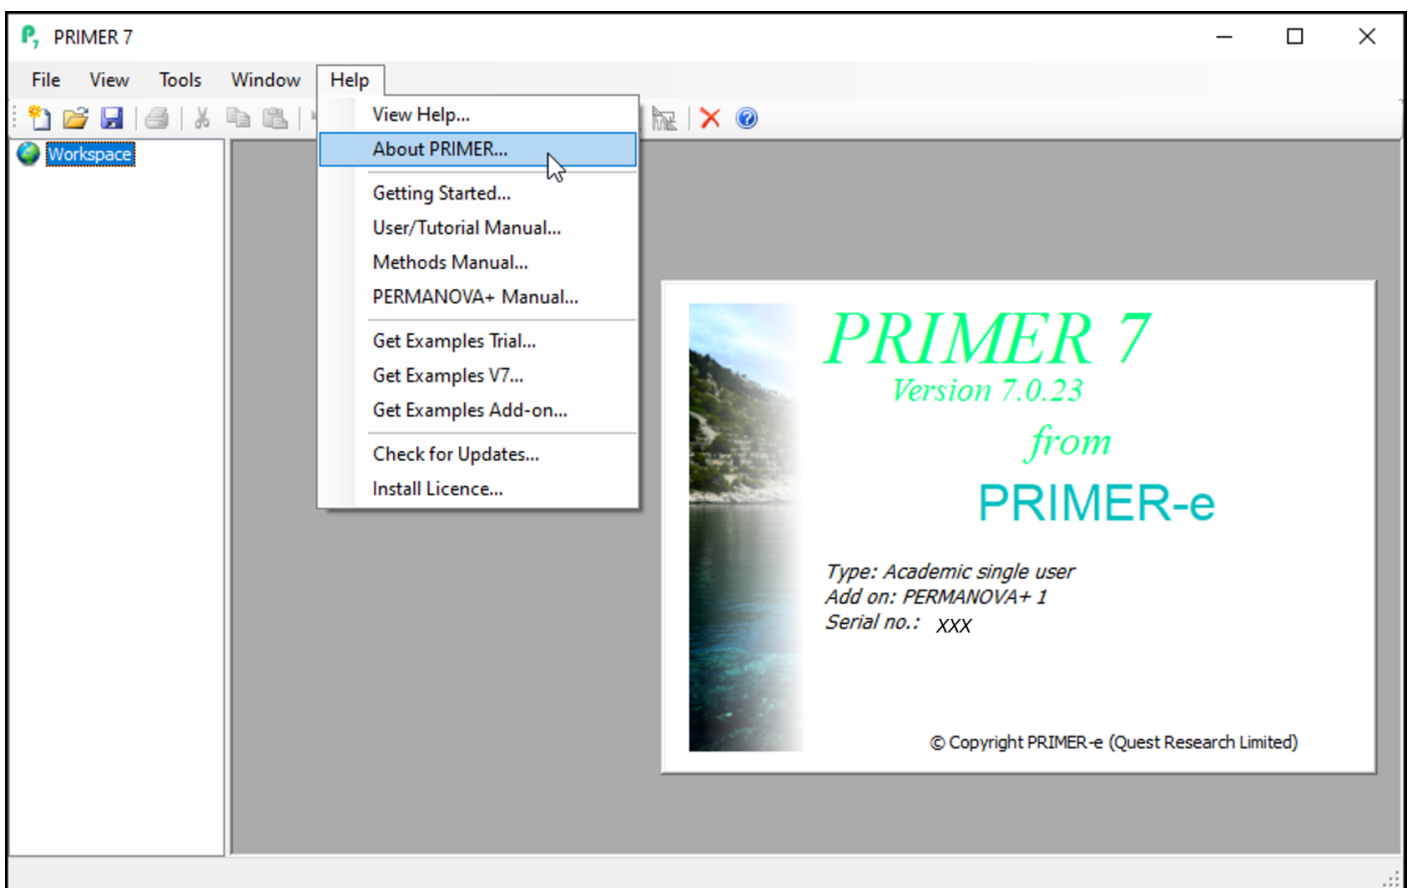 P7 PRIMER 7
File View Tools Window Help
View Help...
About PRIMER...
Workspace
Getting Started...
User/Tutorial Manual...
Methods Manual...
PERMANOVA+ Manual...
Get Examples Trial...
Get Examples V7...
Get Examples Add-on...
Check for Updates...
Install Licence...
PRIMER 7
Version 7.0.23
from
PRIMER-e
Type: Academic single user
Add on: PERMANOVA+ 1
Serial no.: XXX
© Copyright PRIMER-e (Quest Research Limited)